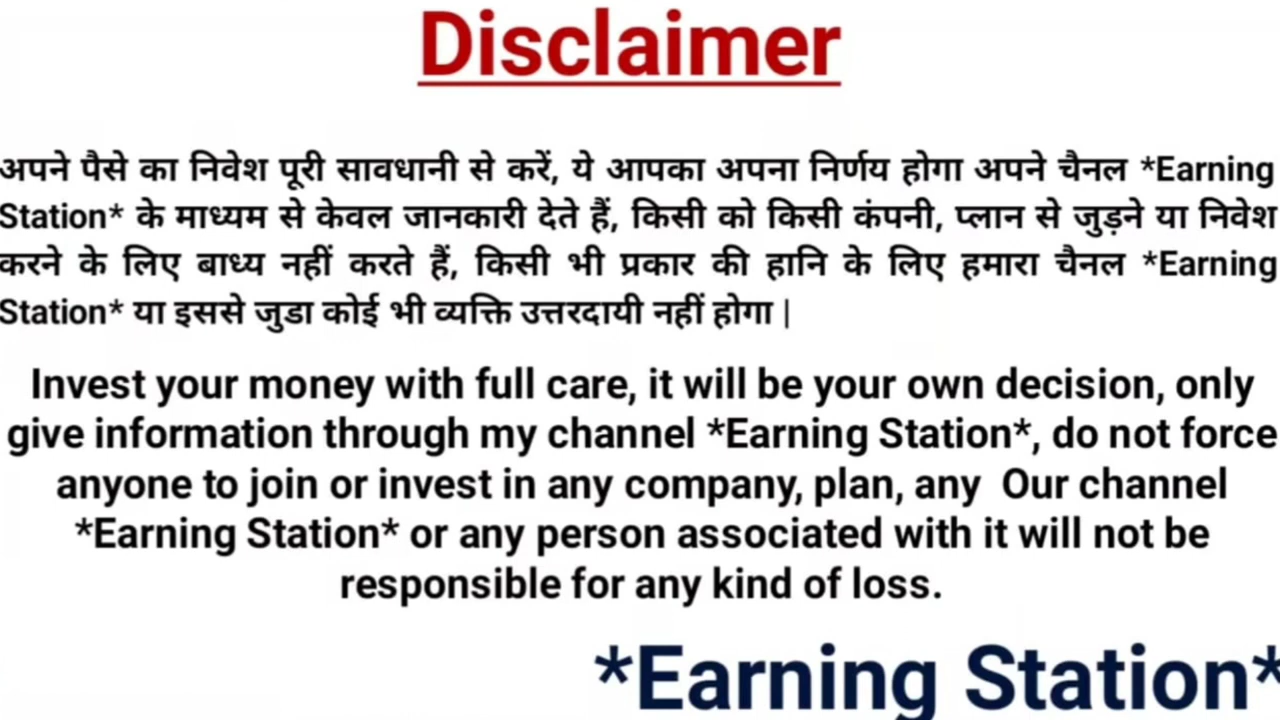 Disclaimer
अपने पैसे का निवेश पूरी सावधानी से करें, ये आपका अपना निर्णय होगा अपने चैनल *Earning
Station* के माध्यम से केवल जानकारी देते हैं, किसी को किसी कंपनी, प्लान से जुड़ने या निवेश
करने के लिए बाध्य नहीं करते हैं, किसी भी प्रकार की हानि के लिए हमारा चैनल *Earning
Station* या इससे जुडा कोई भी व्यक्ति उत्तरदायी नहीं होगा |
Invest your money with full care, it will be your own decision, only
give information through my channel *Earning Station*, do not force
anyone to join or invest in any company, plan, any Our channel
*Earning Station* or any person associated with it will not be
responsible for any kind of loss.
*Earning Station*